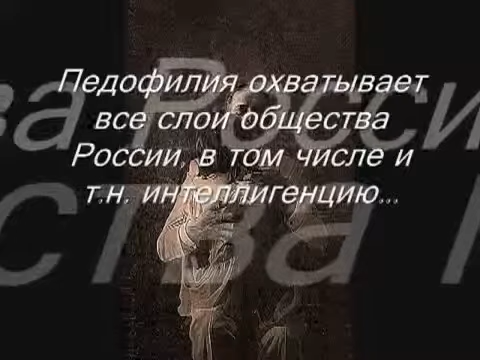 Педофилия охватывает
все слои общества
России, в том числе и
т.н. интеллигенцию...